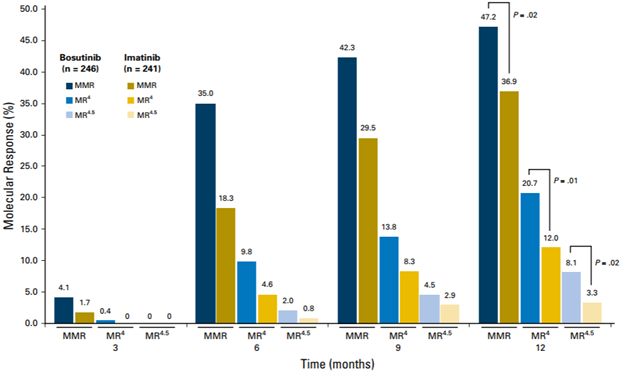 Molecular Response (%)
50.0
45.0
40.0
35.0
30.0
25.0
20.0
15.0
10.0
5.0
0.0
Bosutinib Imatinib
(n = 246) (n = 241)
MMR MMR
MR⁴ MR⁴
MR⁴·⁵ MR⁴·⁵
4.1 1.7 0.4 0 0 0
35.0 18.3 9.8 4.6 2.0 0.8
42.3 29.5 13.8 8.3 4.5 2.9
47.2 36.9 20.7 12.0 8.1 3.3
P = .02
P = .01
P = .02
MMR MR⁴ MR⁴·⁵ MMR MR⁴ MR⁴·⁵ MMR MR⁴ MR⁴·⁵ MMR MR⁴ MR⁴·⁵
3 6 9 12
Time (months)